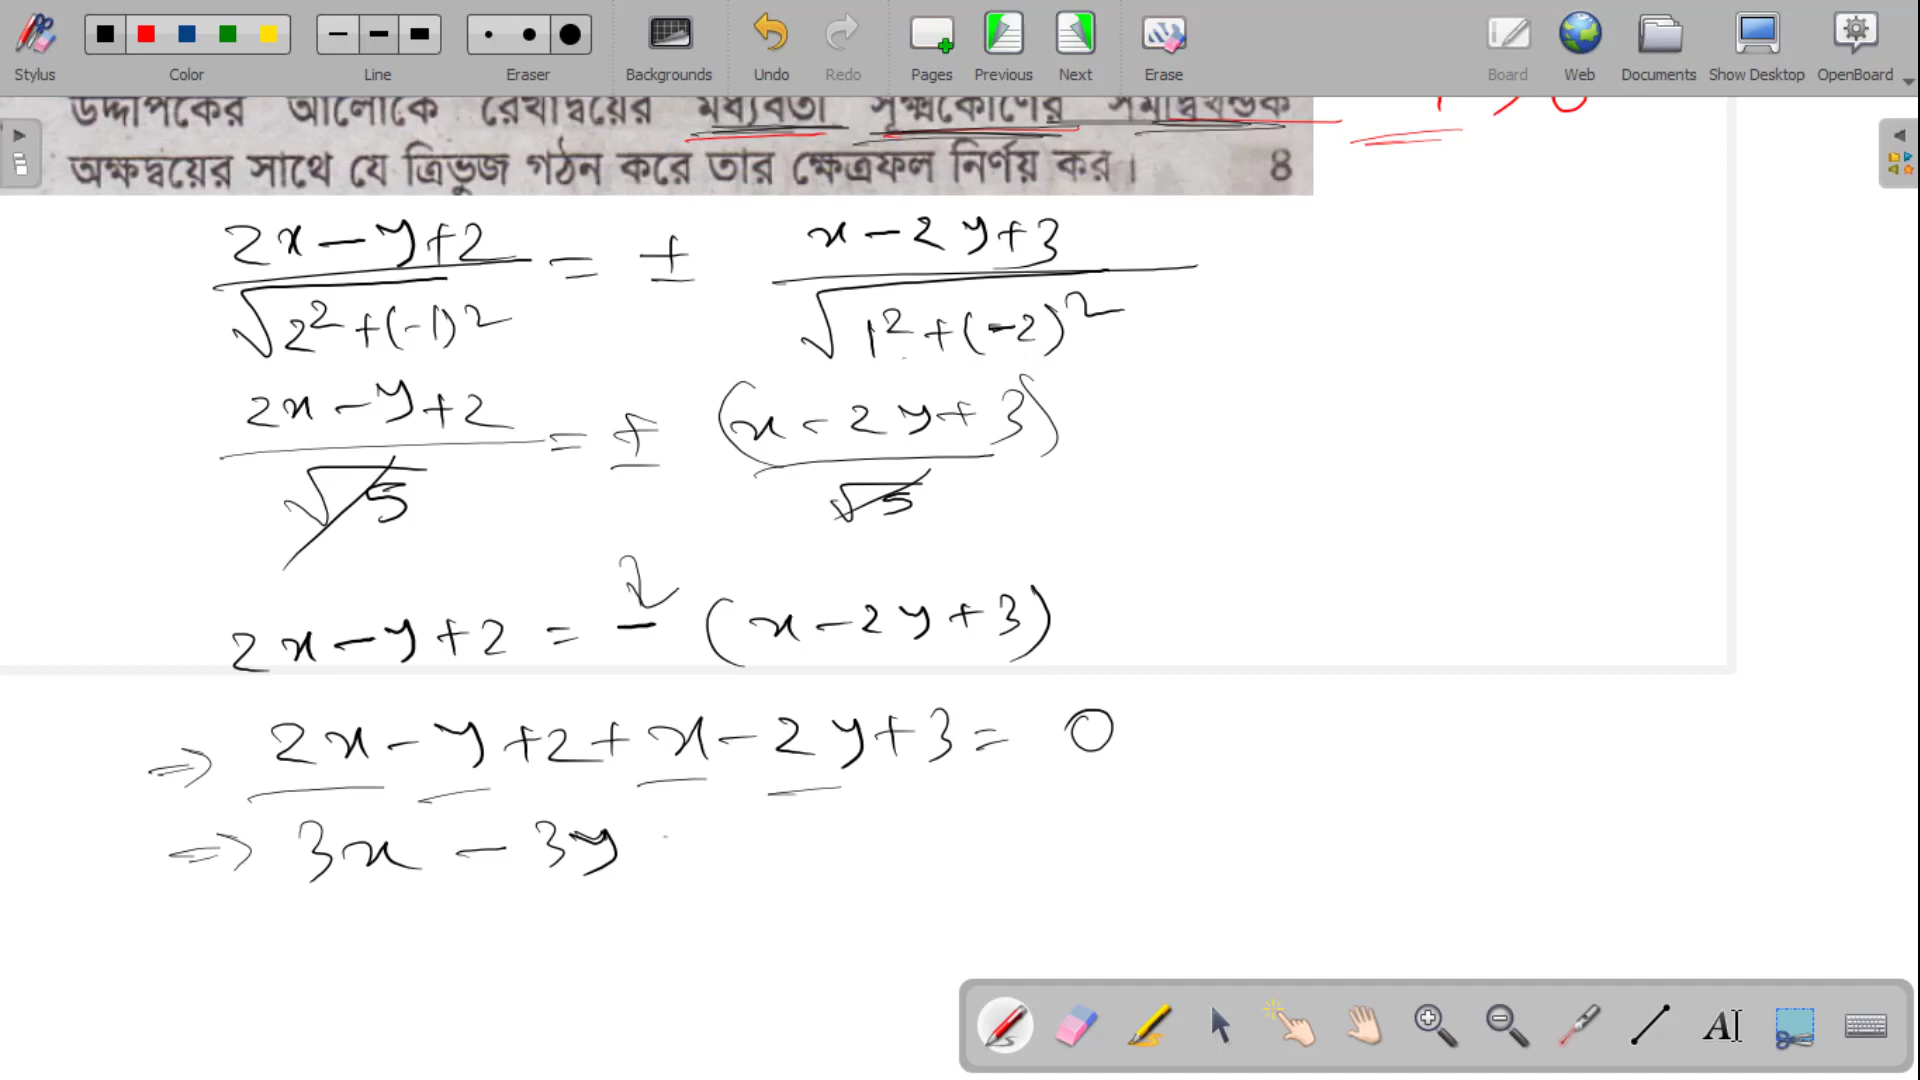 Stylus Color Line Eraser Backgrounds Undo Redo Pages Previous Next Erase Board Web Documents Show Desktop OpenBoard
উদ্দীপকের আলোকে রেখাদ্বয়ের মধ্যবর্তী সূক্ষ্মকোণের সমদ্বিখণ্ডক
অক্ষদ্বয়ের সাথে যে ত্রিভুজ গঠন করে তার ক্ষেত্রফল নির্ণয় কর। 8
2x-y+2/√2²+(-1)² = ± x-2y+3/√1²+(-2)²
2x-y+2/√5 = ± (x-2y+3)/√5
2x-y+2 = - (x-2y+3)
⇒ 2x-y+2+x-2y+3 = 0
⇒ 3x - 3y